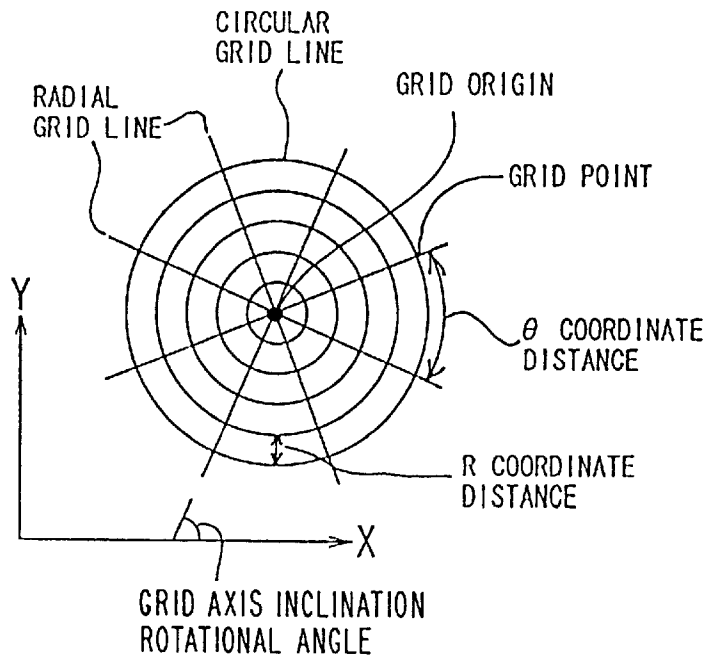 CIRCULAR
GRID LINE
RADIAL
GRID LINE
GRID ORIGIN
GRID POINT
Y
θ COORDINATE
DISTANCE
R COORDINATE
DISTANCE
X
GRID AXIS INCLINATION
ROTATIONAL ANGLE